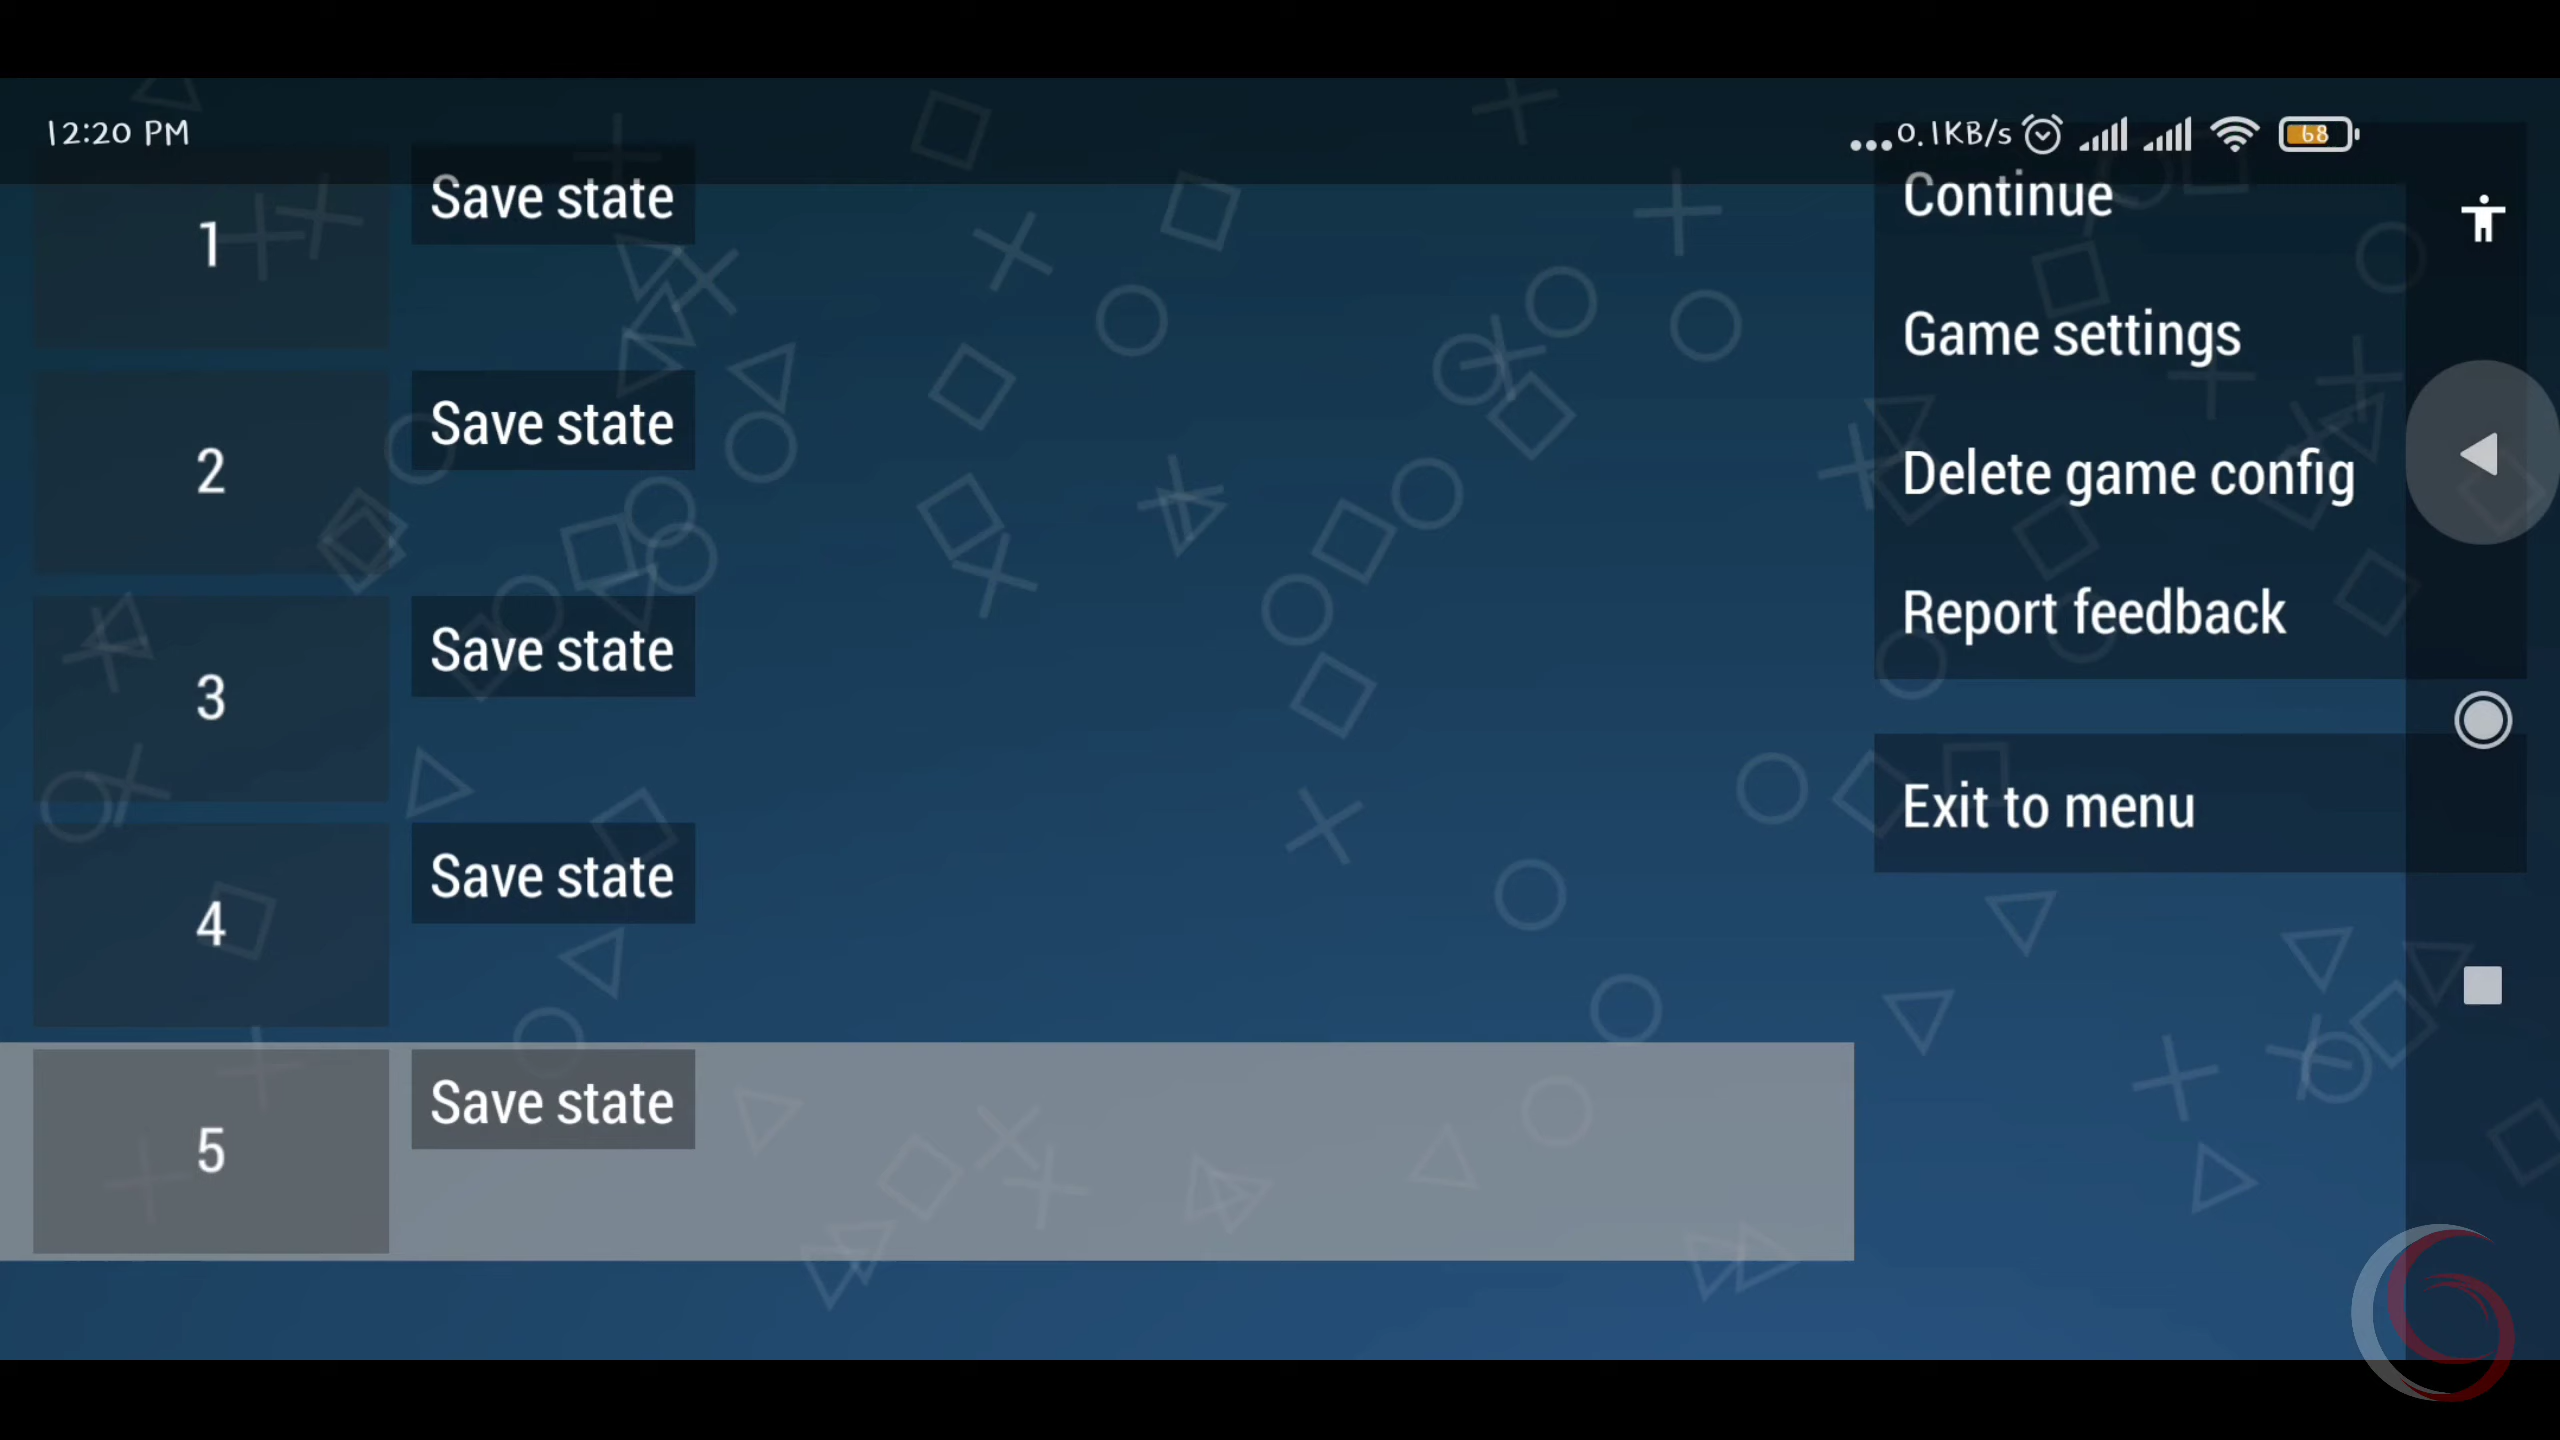 12:20 PM
...0.1KB/s 68
1 Save state
2 Save state
3 Save state
4 Save state
5 Save state
Continue
Game settings
Delete game config
Report feedback
Exit to menu